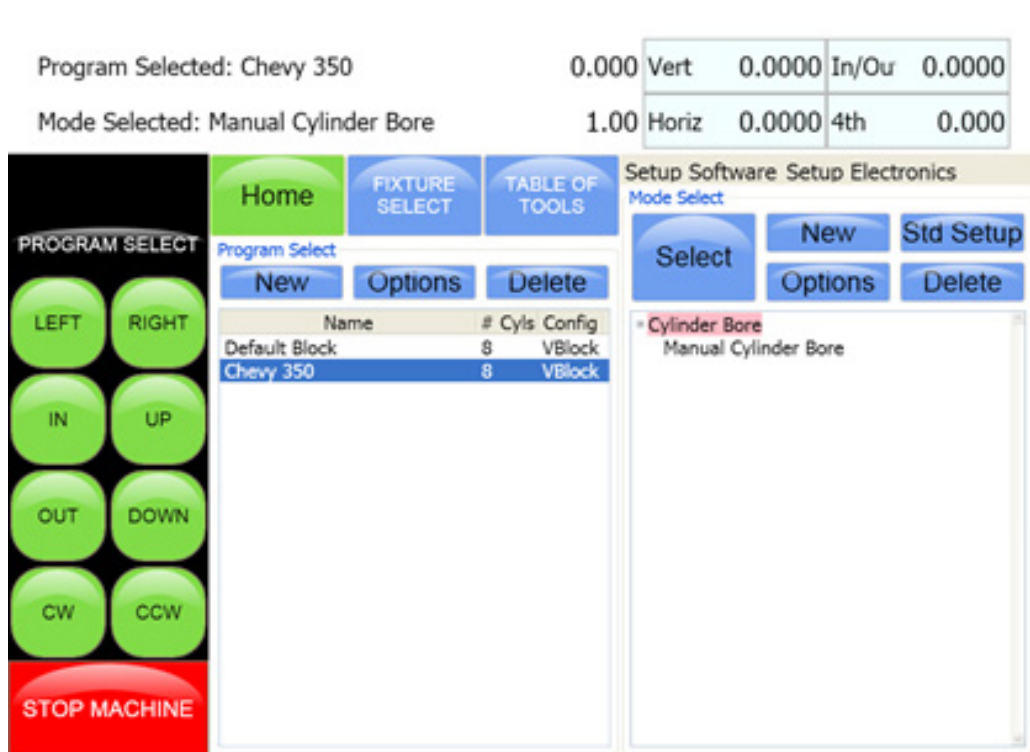 Program Selected: Chevy 350 0.000 Vert 0.0000 In/Ou 0.0000
Mode Selected: Manual Cylinder Bore 1.00 Horiz 0.0000 4th 0.000
PROGRAM SELECT
LEFT RIGHT
IN UP
OUT DOWN
CW CCW
STOP MACHINE
Home
FIXTURE
SELECT
TABLE OF
TOOLS
Program Select
New Options Delete
Name # Cyls Config
Default Block 8 VBlock
Chevy 350 8 VBlock
Setup Software Setup Electronics
Mode Select
Select
New Std Setup
Options Delete
Cylinder Bore
Manual Cylinder Bore